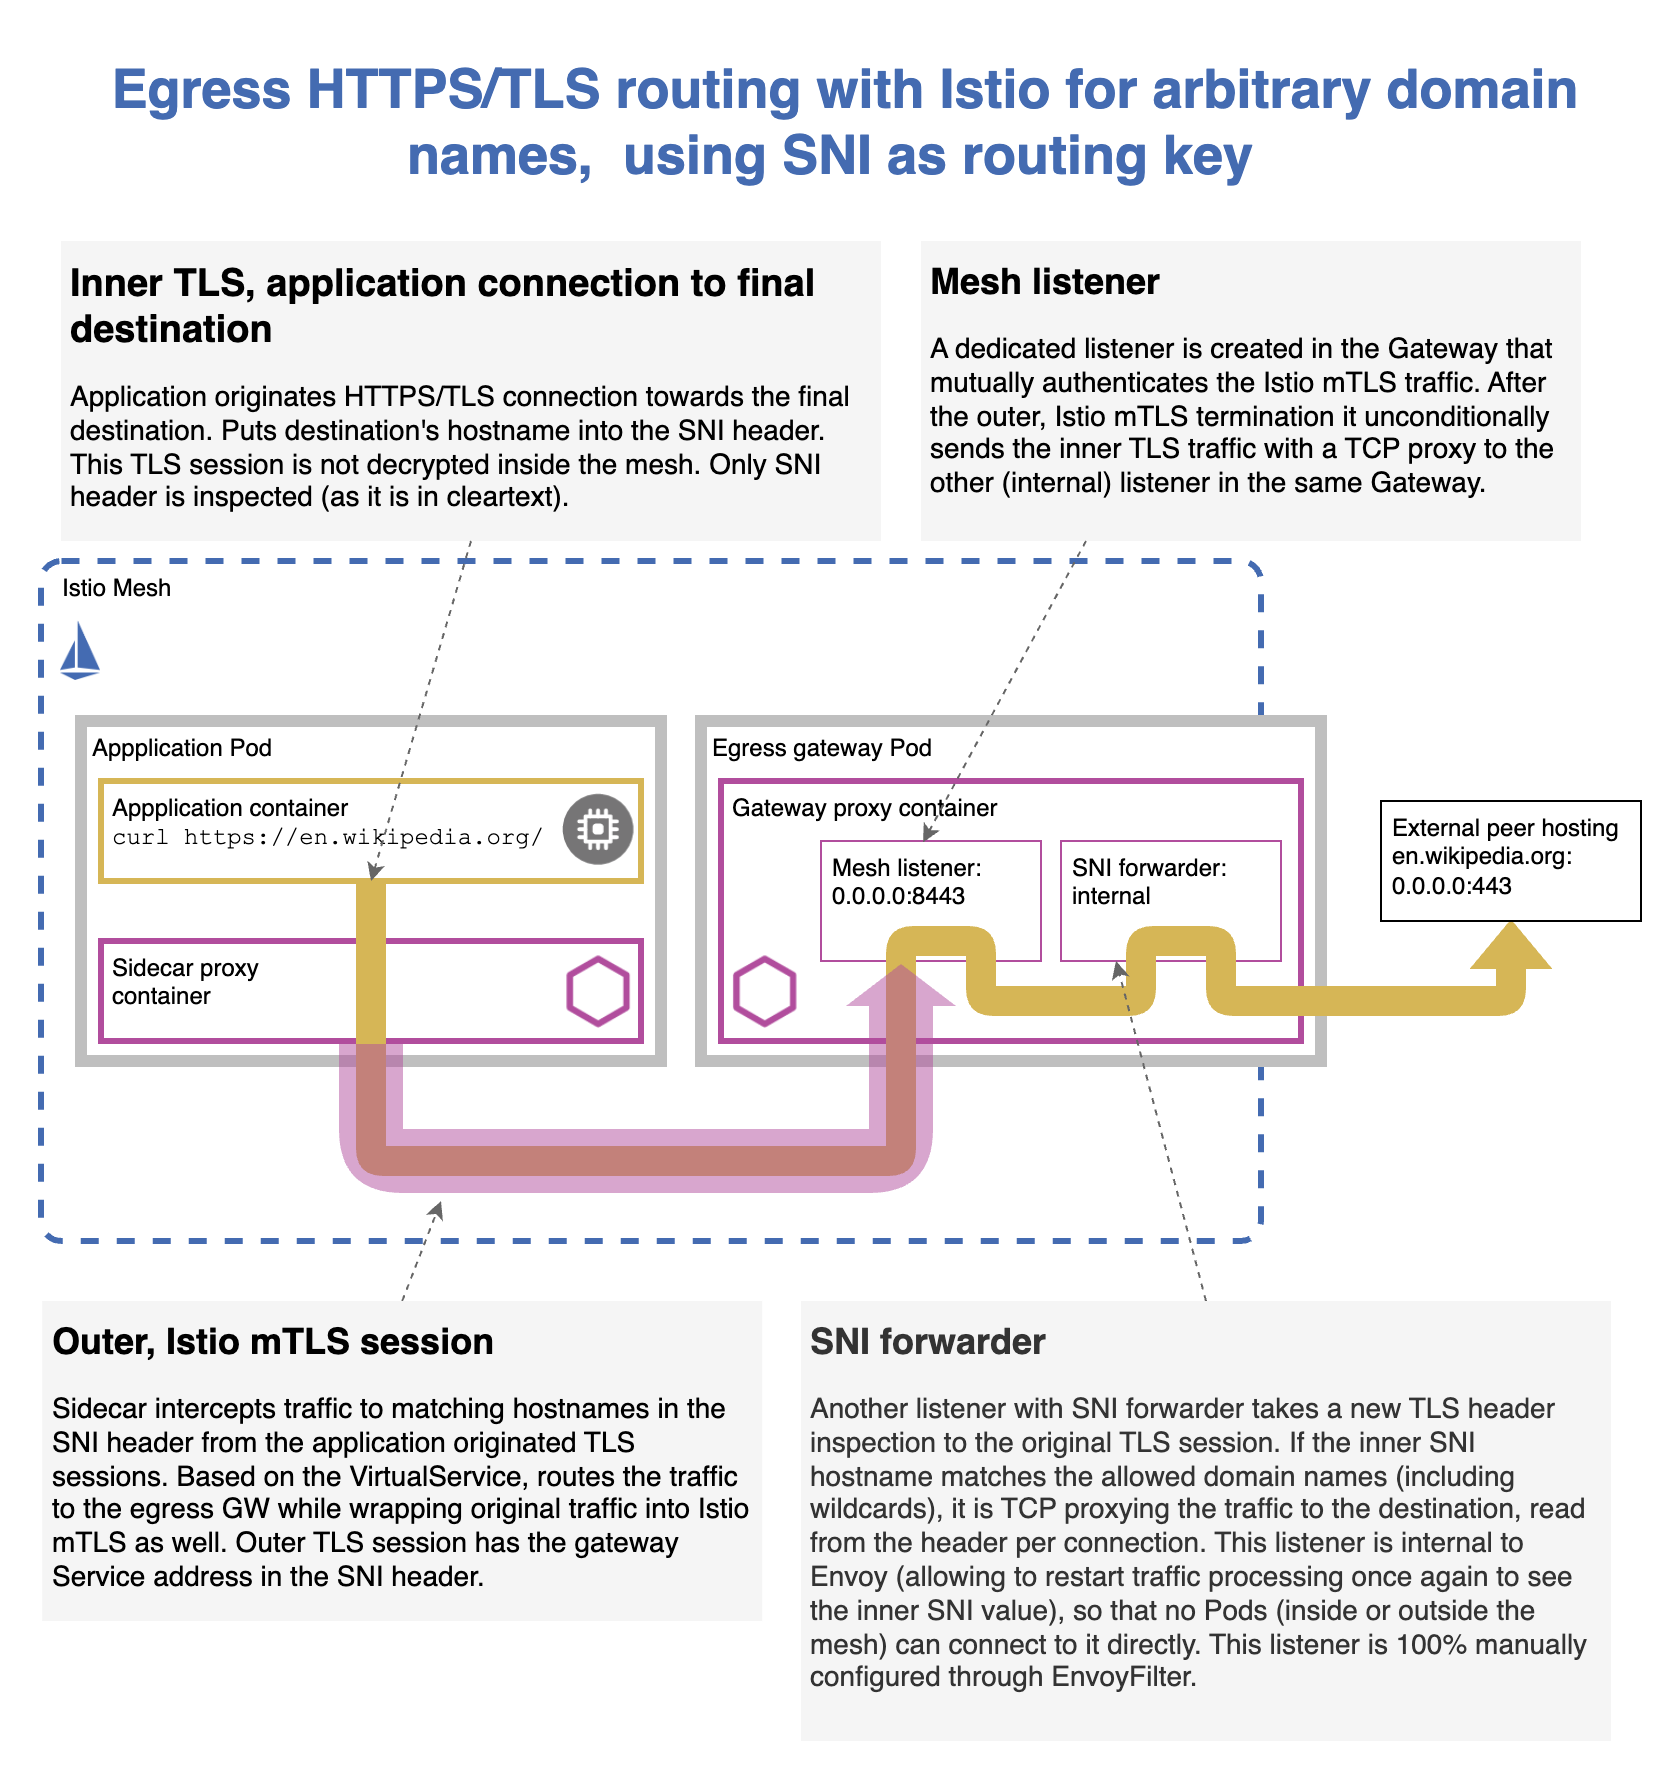 Egress HTTPS/TLS routing with Istio for arbitrary domain
names,  using SNI as routing key
Inner TLS, application connection to final
destination
Application originates HTTPS/TLS connection towards the final
destination. Puts destination's hostname into the SNI header.
This TLS session is not decrypted inside the mesh. Only SNI
header is inspected (as it is in cleartext).
Mesh listener
A dedicated listener is created in the Gateway that
mutually authenticates the Istio mTLS traffic. After
the outer, Istio mTLS termination it unconditionally
sends the inner TLS traffic with a TCP proxy to the
other (internal) listener in the same Gateway.
Istio Mesh
Appplication Pod
Appplication container
curl https://en.wikipedia.org/
Sidecar proxy
container
Egress gateway Pod
Gateway proxy container
Mesh listener:
0.0.0.0:8443
SNI forwarder:
internal
External peer hosting
en.wikipedia.org:
0.0.0.0:443
Outer, Istio mTLS session
Sidecar intercepts traffic to matching hostnames in the
SNI header from the application originated TLS
sessions. Based on the VirtualService, routes the traffic
to the egress GW while wrapping original traffic into Istio
mTLS as well. Outer TLS session has the gateway
Service address in the SNI header.
SNI forwarder
Another listener with SNI forwarder takes a new TLS header
inspection to the original TLS session. If the inner SNI
hostname matches the allowed domain names (including
wildcards), it is TCP proxying the traffic to the destination, read
from the header per connection. This listener is internal to
Envoy (allowing to restart traffic processing once again to see
the inner SNI value), so that no Pods (inside or outside the
mesh) can connect to it directly. This listener is 100% manually
configured through EnvoyFilter.